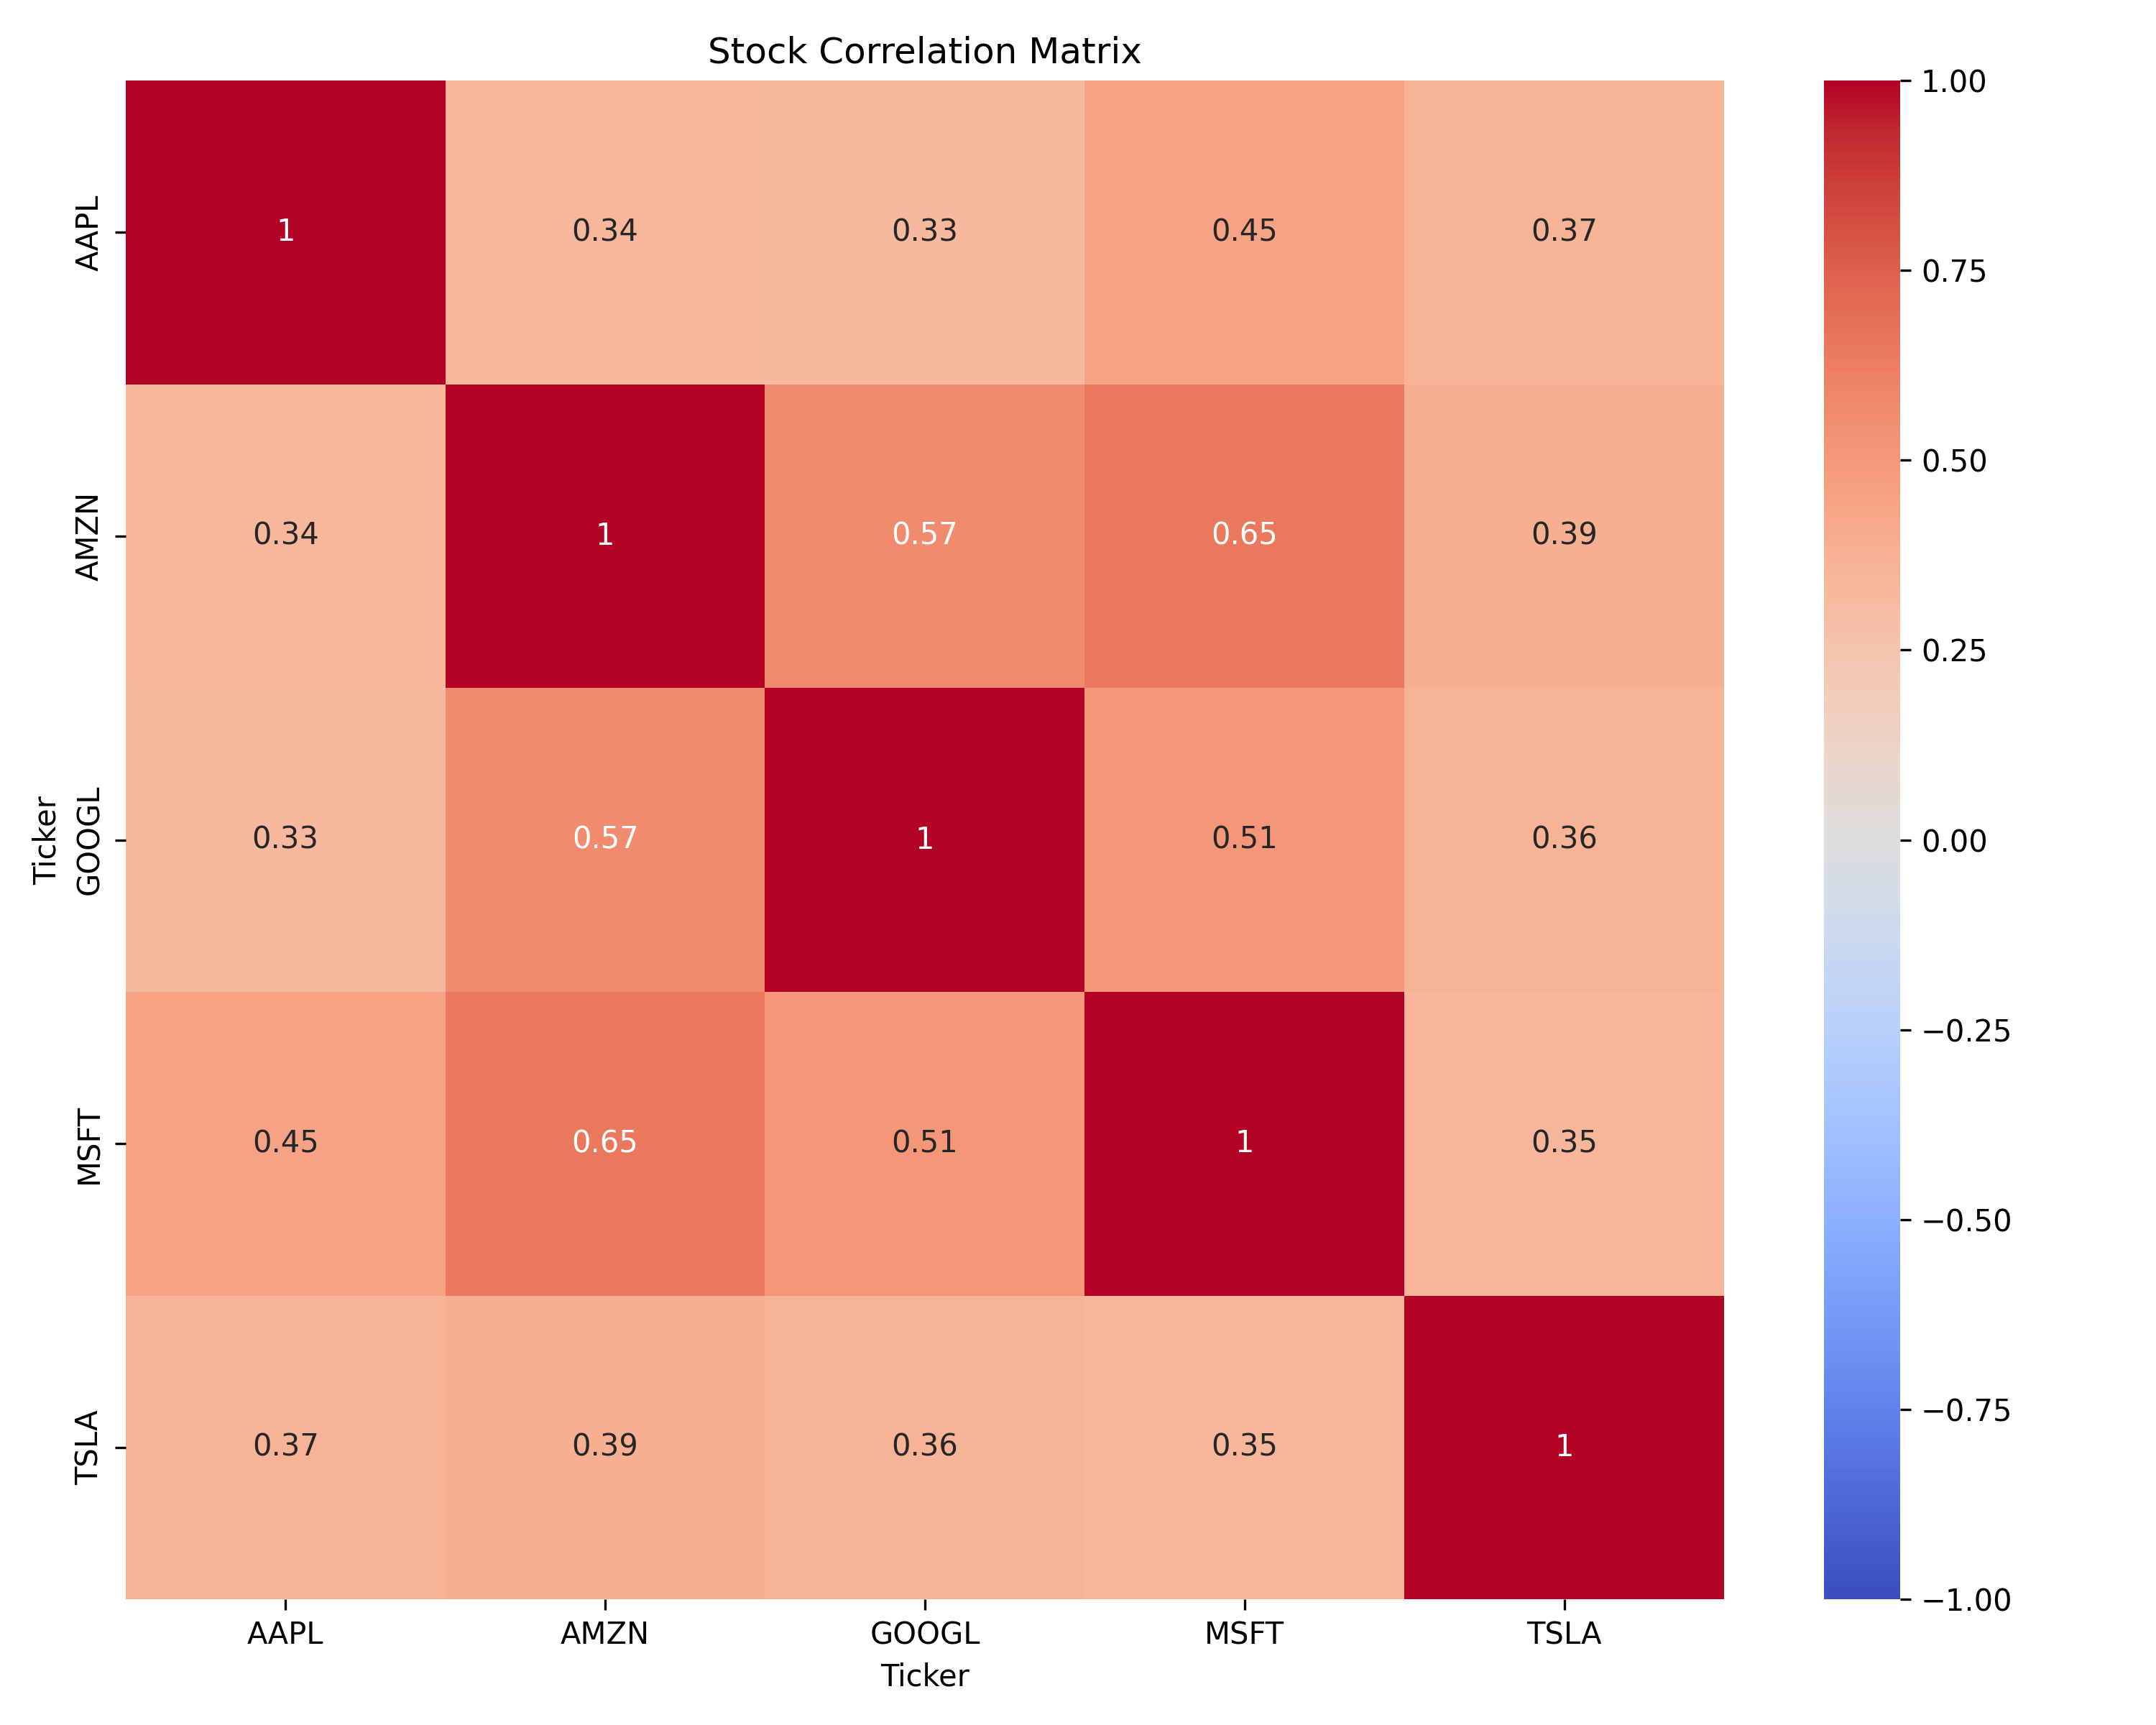 Stock Correlation Matrix
Ticker
AAPL 1 0.34 0.33 0.45 0.37
AMZN 0.34 1 0.57 0.65 0.39
GOOGL 0.33 0.57 1 0.51 0.36
MSFT 0.45 0.65 0.51 1 0.35
TSLA 0.37 0.39 0.36 0.35 1
AAPL AMZN GOOGL MSFT TSLA
Ticker
1.00
0.75
0.50
0.25
0.00
−0.25
−0.50
−0.75
−1.00